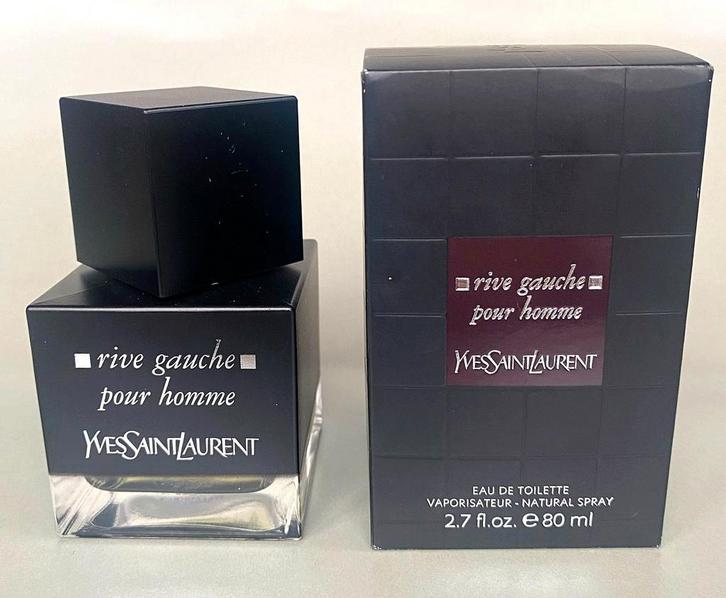 rive gauche
pour homme
YVESSAINTLAURENT
rive gauche
pour homme
YVESSAINTLAURENT
EAU DE TOILETTE
VAPORISATEUR - NATURAL SPRAY
2.7 fl.oz. ℮ 80 ml